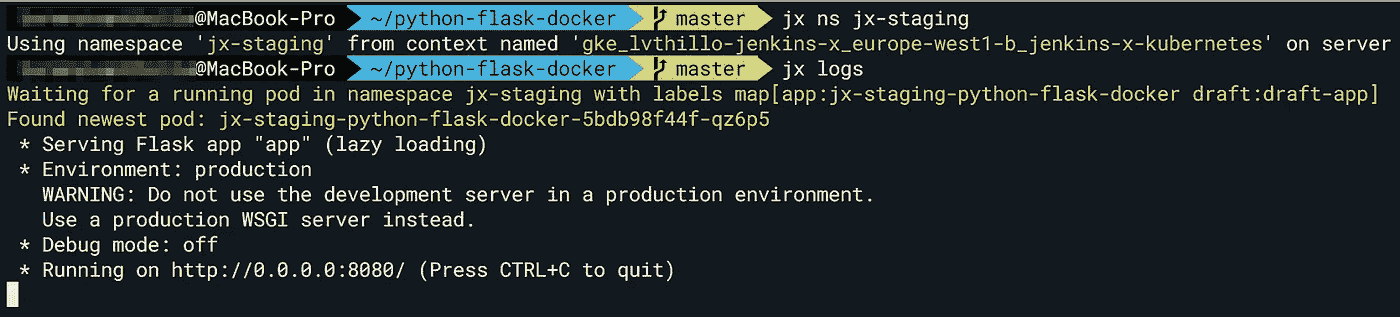 @MacBook-Pro ~/python-flask-docker master jx ns jx-staging
Using namespace 'jx-staging' from context named 'gke_lvthillo-jenkins-x_europe-west1-b_jenkins-x-kubernetes' on server
@MacBook-Pro ~/python-flask-docker master jx logs
Waiting for a running pod in namespace jx-staging with labels map[app:jx-staging-python-flask-docker draft:draft-app]
Found newest pod: jx-staging-python-flask-docker-5bdb98f44f-qz6p5
* Serving Flask app "app" (lazy loading)
* Environment: production
WARNING: Do not use the development server in a production environment.
Use a production WSGI server instead.
* Debug mode: off
* Running on http://0.0.0.0:8080/ (Press CTRL+C to quit)